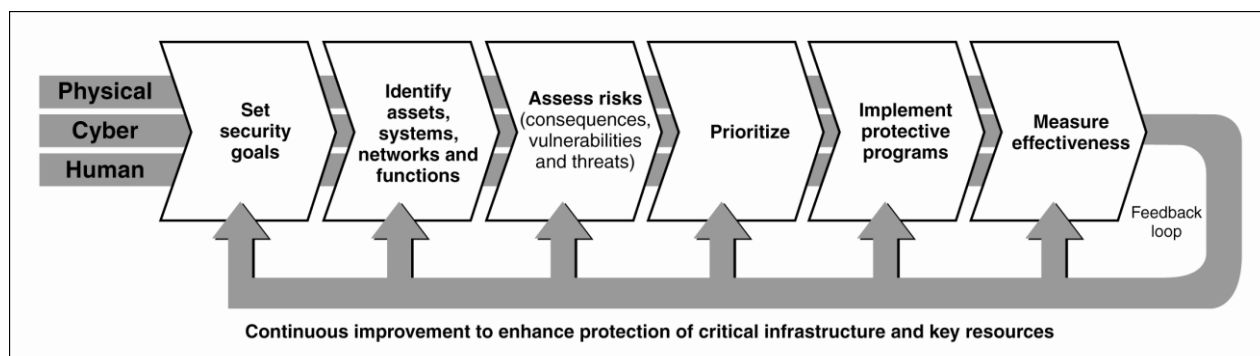 Physical
Cyber
Human
Set
security
goals
Identify
assets,
systems,
networks and
functions
Assess risks
(consequences,
vulnerabilities
and threats)
Prioritize
Implement
protective
programs
Measure
effectiveness
Feedback
loop
Continuous improvement to enhance protection of critical infrastructure and key resources